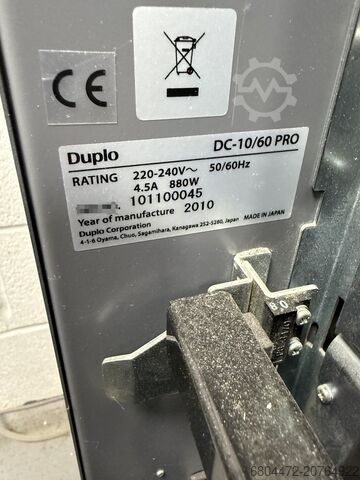 CE
Duplo DC-10/60 PRO
RATING 220-240V～ 50/60Hz
4.5A 880W
101100045
Year of manufacture 2010
Duplo Corporation
4-1-6 Oyama, Chuo, Sagamihara, Kanagawa 252-5280, Japan MADE IN JAPAN
6804472-20764922